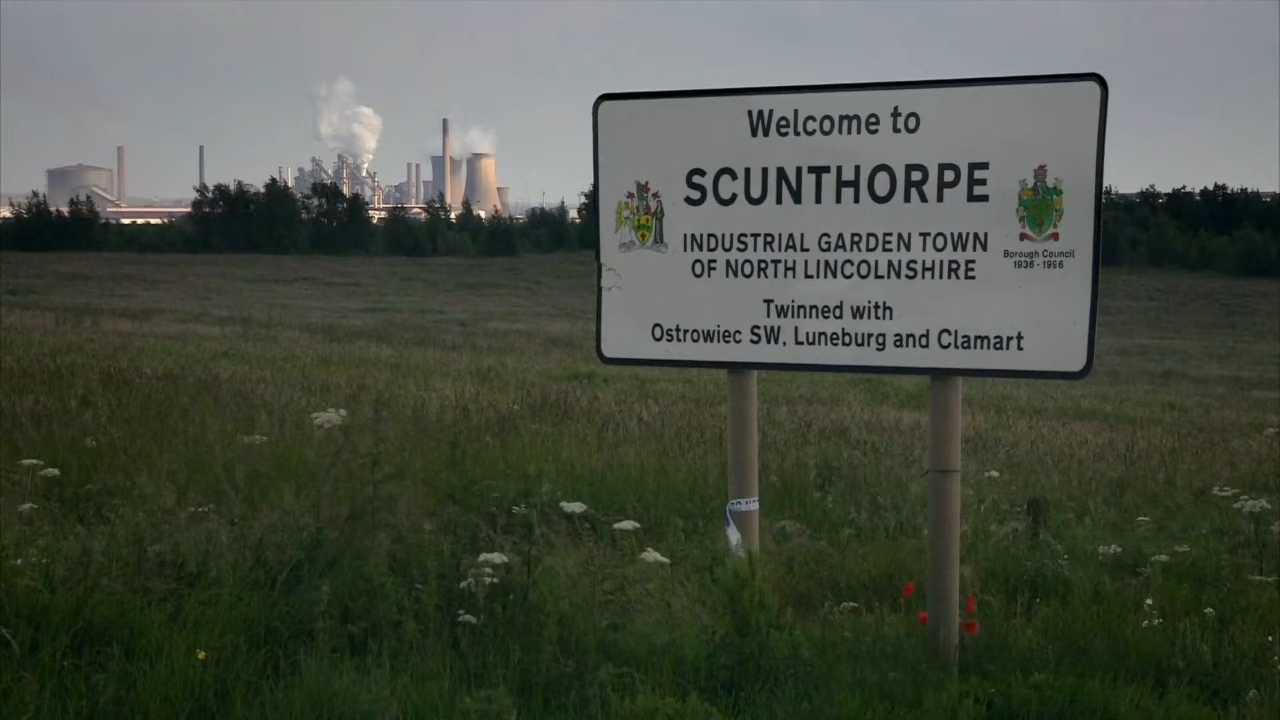 Welcome to
SCUNTHORPE
INDUSTRIAL GARDEN TOWN
OF NORTH LINCOLNSHIRE
Borough Council
1936 - 1996
Twinned with
Ostrowiec SW, Luneburg and Clamart